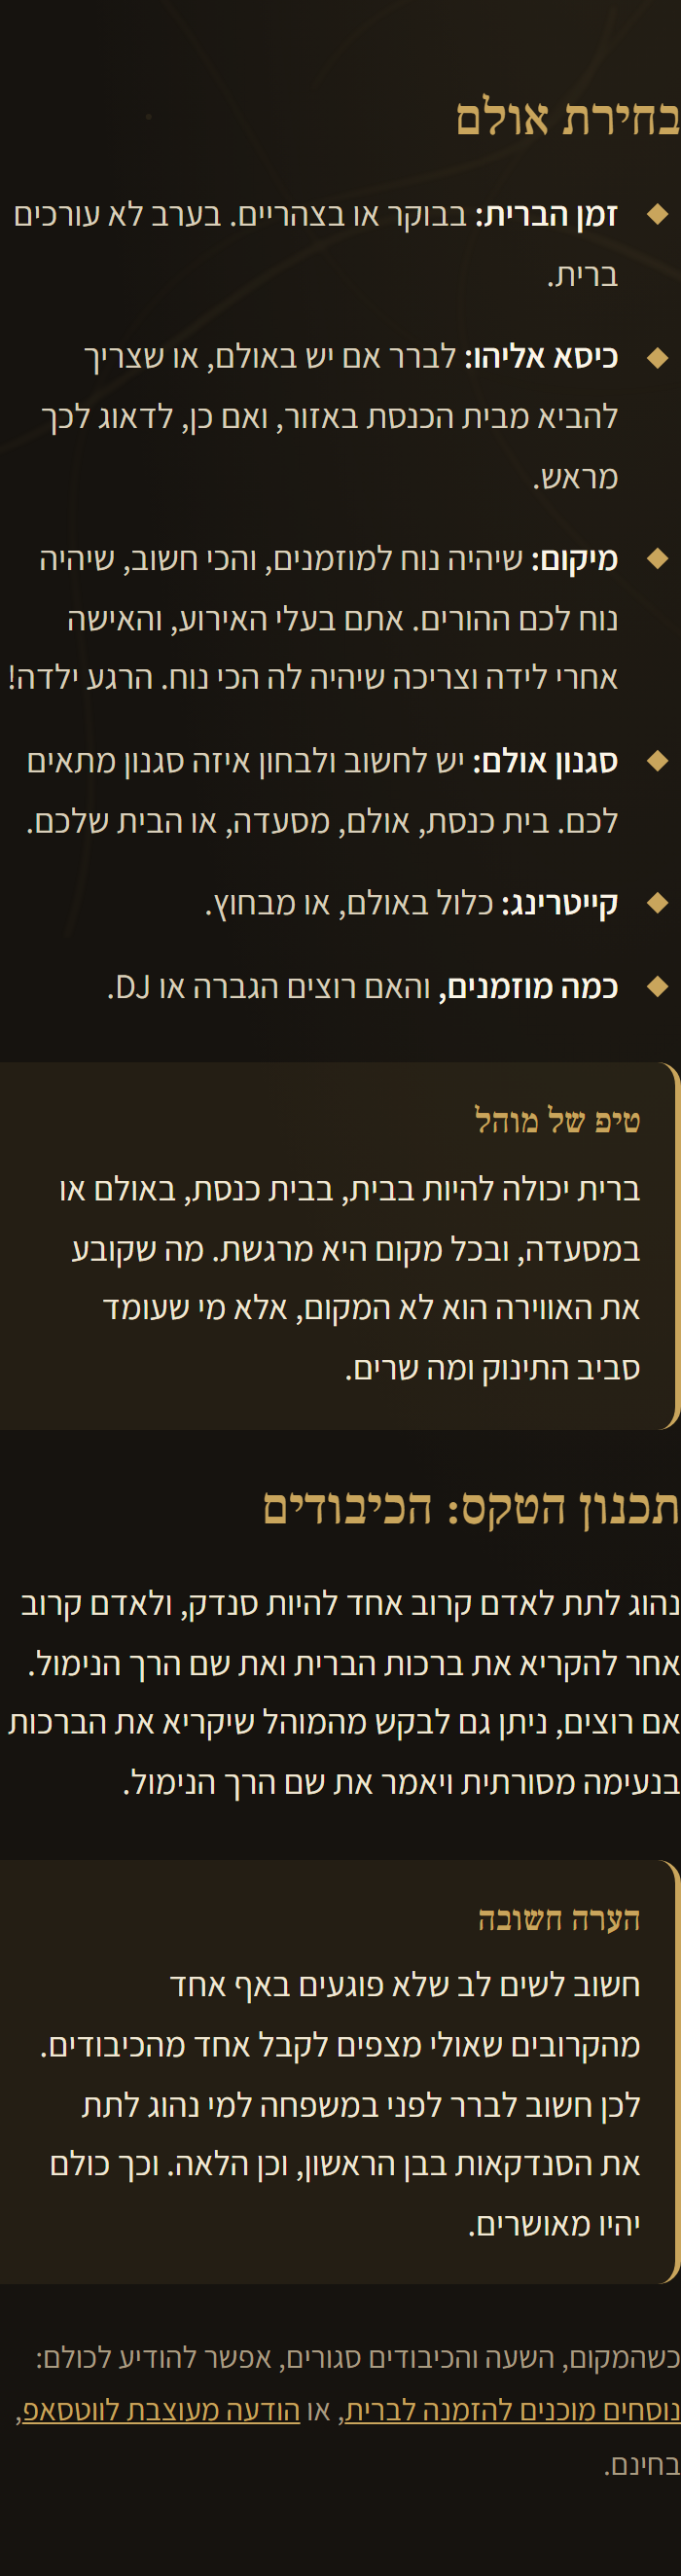 בחירת אולם
זמן הברית: בבוקר או בצהריים. בערב לא עורכים
ברית.
כיסא אליהו: לברר אם יש באולם, או שצריך
להביא מבית הכנסת באזור, ואם כן, לדאוג לכך
מראש.
מיקום: שיהיה נוח למוזמנים, והכי חשוב, שיהיה
נוח לכם ההורים. אתם בעלי האירוע, והאישה
אחרי לידה וצריכה שיהיה לה הכי נוח. הרגע ילדה!
סגנון אולם: יש לחשוב ולבחון איזה סגנון מתאים
לכם. בית כנסת, אולם, מסעדה, או הבית שלכם.
קייטרינג: כלול באולם, או מבחוץ.
כמה מוזמנים, והאם רוצים הגברה או DJ.
טיפ של מוהל
ברית יכולה להיות בבית, בבית כנסת, באולם או
במסעדה, ובכל מקום היא מרגשת. מה שקובע
את האווירה הוא לא המקום, אלא מי שעומד
סביב התינוק ומה שרים.
תכנון הטקס: הכיבודים
נהוג לתת לאדם קרוב אחד להיות סנדק, ולאדם קרוב
אחר להקריא את ברכות הברית ואת שם הרך הנימול.
אם רוצים, ניתן גם לבקש מהמוהל שיקריא את הברכות
בנעימה מסורתית ויאמר את שם הרך הנימול.
הערה חשובה
חשוב לשים לב שלא פוגעים באף אחד
מהקרובים שאולי מצפים לקבל אחד מהכיבודים.
לכן חשוב לברר לפני במשפחה למי נהוג לתת
את הסנדקאות בבן הראשון, וכן הלאה. וכך כולם
יהיו מאושרים.
כשהמקום, השעה והכיבודים סגורים, אפשר להודיע לכולם:
נוסחים מוכנים להזמנה לברית, או הודעה מעוצבת לווטסאפ,
בחינם.